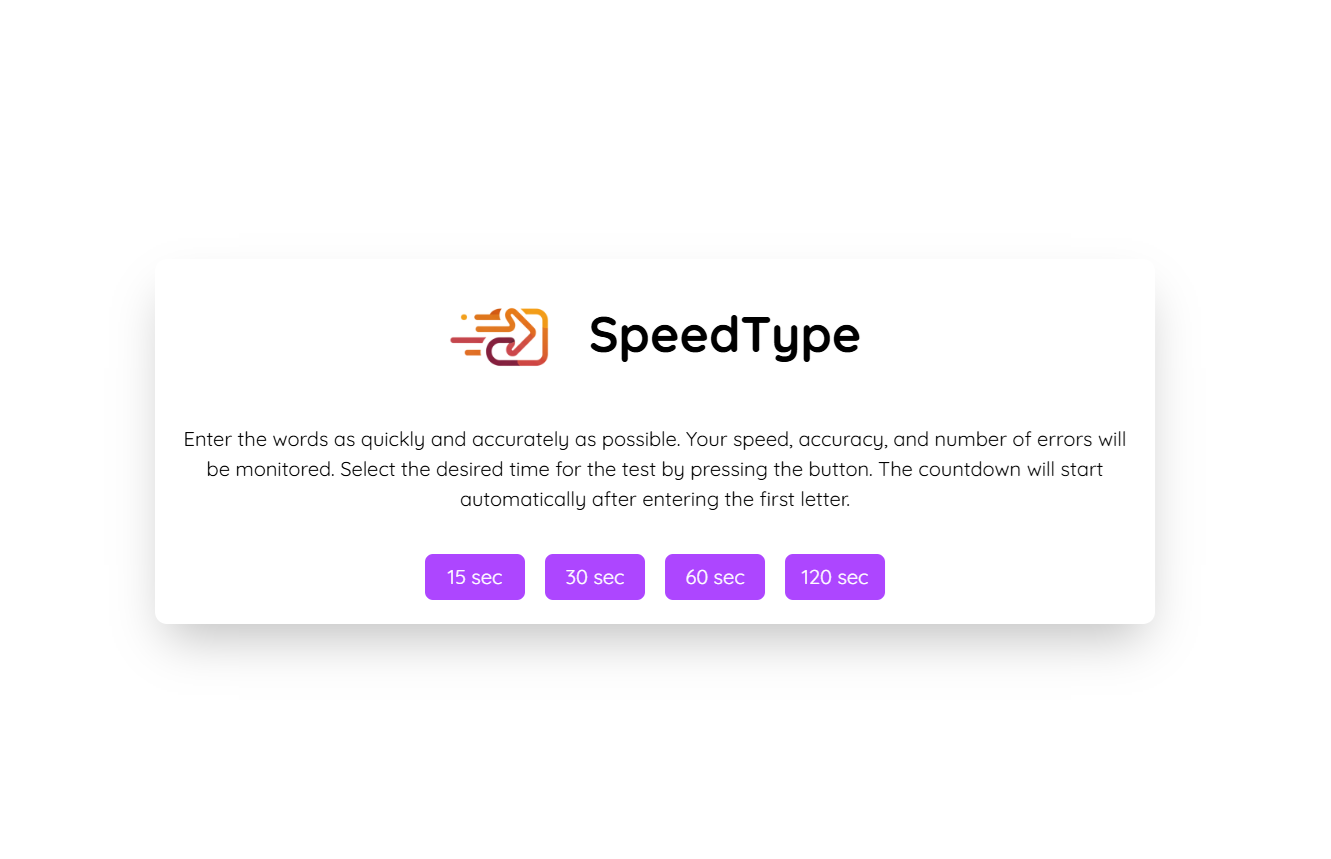 SpeedType
Enter the words as quickly and accurately as possible. Your speed, accuracy, and number of errors will
be monitored. Select the desired time for the test by pressing the button. The countdown will start
automatically after entering the first letter.
15 sec
30 sec
60 sec
120 sec